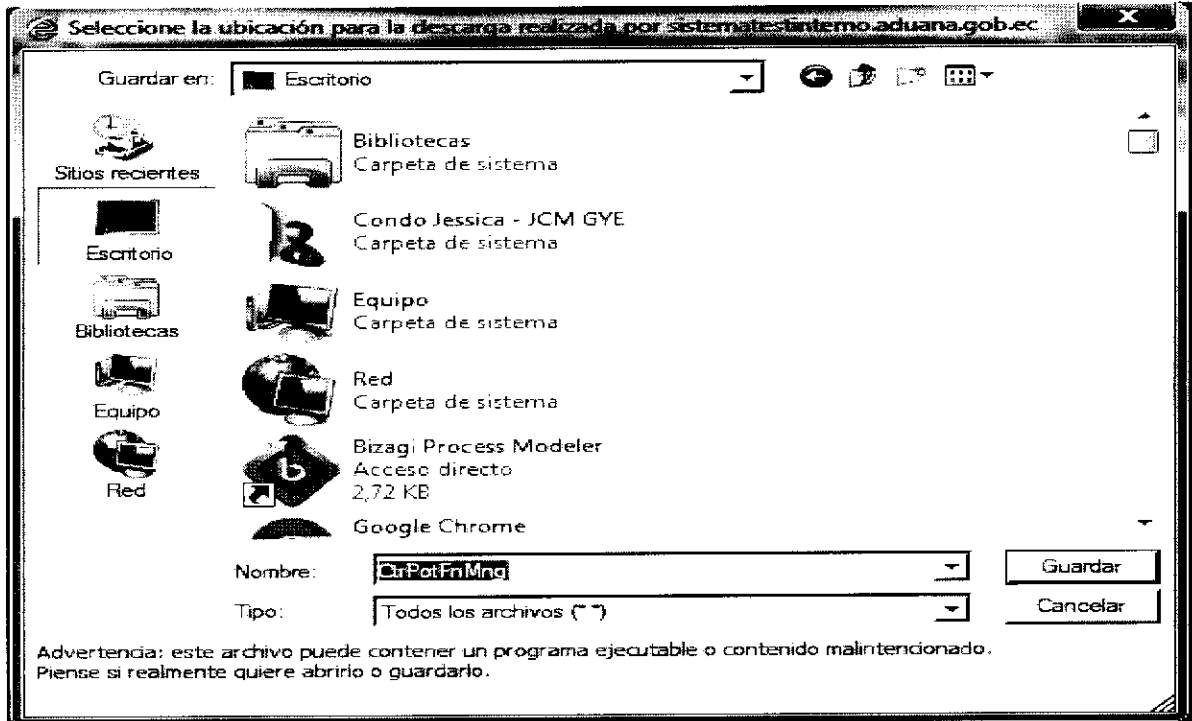 Seleccione la ubicación para la descarga realizada por sistematestinterno.aduana.gob.ec
Guardar en: Escritorio
Sitios recientes
Escritorio
Bibliotecas
Equipo
Red
Bibliotecas
Carpeta de sistema
Condo Jessica - JCM GYE
Carpeta de sistema
Equipo
Carpeta de sistema
Red
Carpeta de sistema
Bizagi Process Modeler
Acceso directo
2,72 KB
Google Chrome
Nombre: CtrPotFnMng
Guardar
Tipo: Todos los archivos (*.*)
Cancelar
Advertencia: este archivo puede contener un programa ejecutable o contenido malintencionado.
Piense si realmente quiere abrirlo o guardarlo.